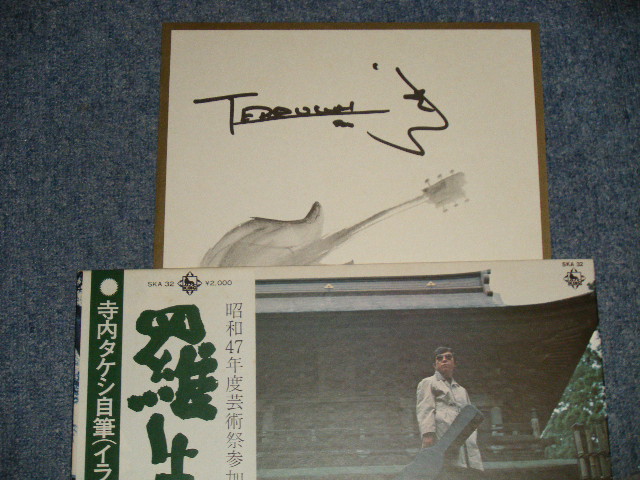 TERAUCHI
SKA 32 ¥2,000
SKA 32
●寺内タケシ自筆(イラ
羅生
昭和47年度芸術祭参加